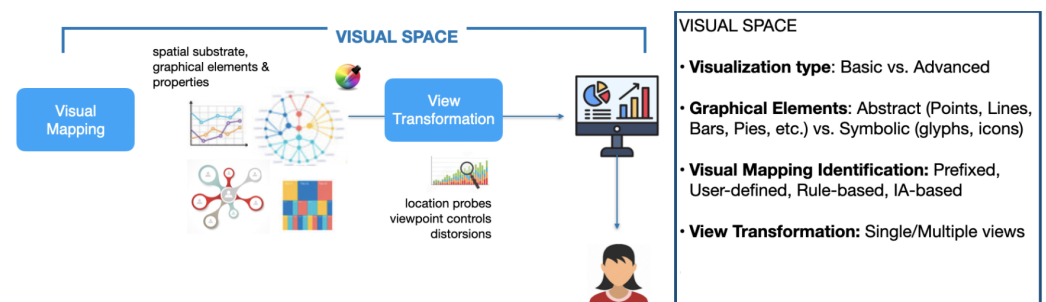 VISUAL SPACE
spatial substrate,
graphical elements &
properties
Visual
Mapping
View
Transformation
location probes
viewpoint controls
distorsions
VISUAL SPACE
• Visualization type: Basic vs. Advanced
• Graphical Elements: Abstract (Points, Lines,
Bars, Pies, etc.) vs. Symbolic (glyphs, icons)
• Visual Mapping Identification: Prefixed,
User-defined, Rule-based, IA-based
• View Transformation: Single/Multiple views